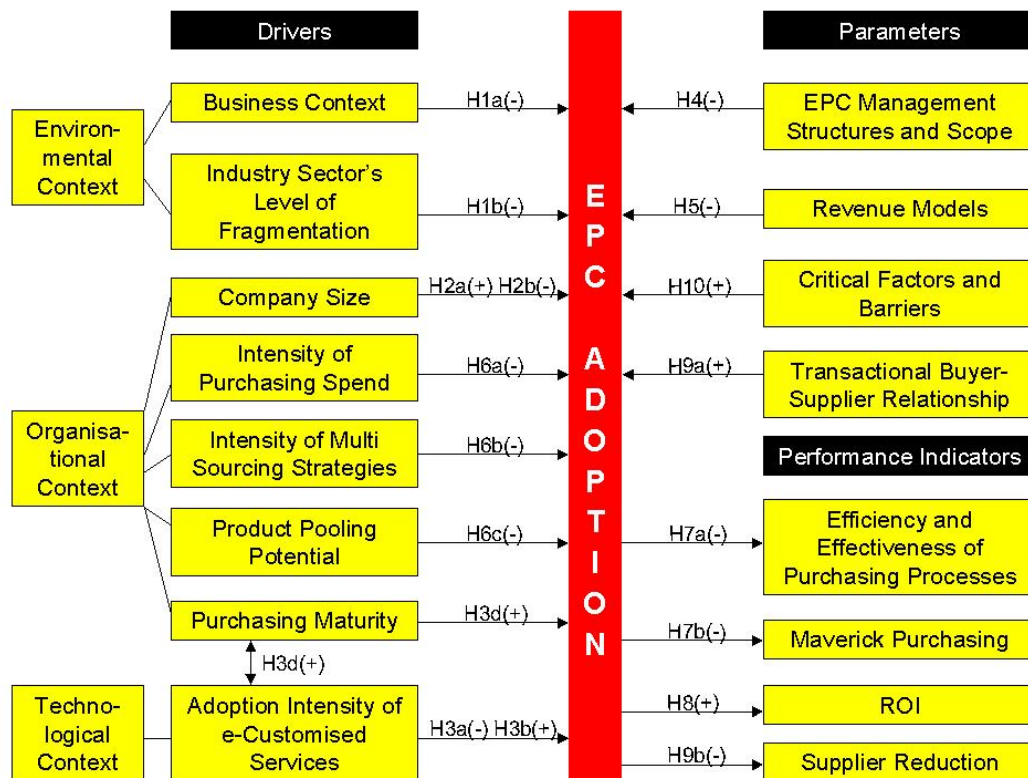 Drivers
Parameters
Environ-
mental
Context
Business Context
H1a(-)
Industry Sector's
Level of
Fragmentation
H1b(-)
Organisa-
tional
Context
Company Size
H2a(+) H2b(-)
Intensity of
Purchasing Spend
H6a(-)
Intensity of Multi
Sourcing Strategies
H6b(-)
Product Pooling
Potential
H6c(-)
Purchasing Maturity
H3d(+)
H3d(+)
Techno-
logical
Context
Adoption Intensity of
e-Customised
Services
H3a(-) H3b(+)
EPC ADOPTION
H4(-)
EPC Management
Structures and Scope
H5(-)
Revenue Models
H10(+)
Critical Factors and
Barriers
H9a(+)
Transactional Buyer-
Supplier Relationship
Performance Indicators
H7a(-)
Efficiency and
Effectiveness of
Purchasing Processes
H7b(-)
Maverick Purchasing
H8(+)
ROI
H9b(-)
Supplier Reduction